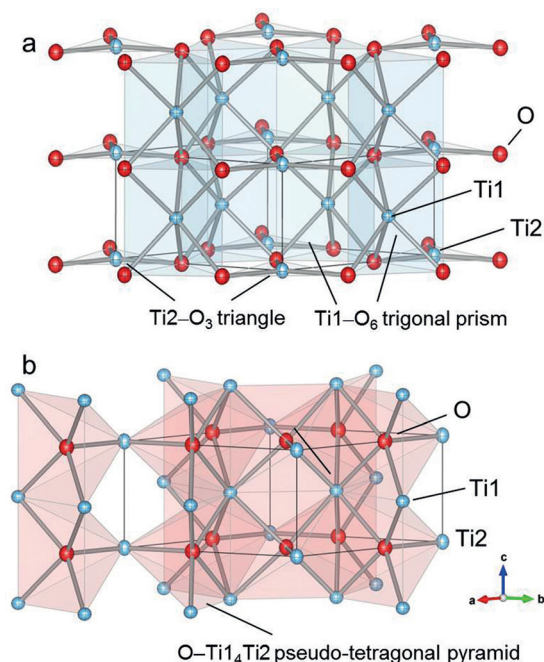 a
O
Ti1
Ti2
Ti2–O₃ triangle
Ti1–O₆ trigonal prism
b
O
Ti1
Ti2
c
a
b
O–Ti1₄Ti2 pseudo-tetragonal pyramid